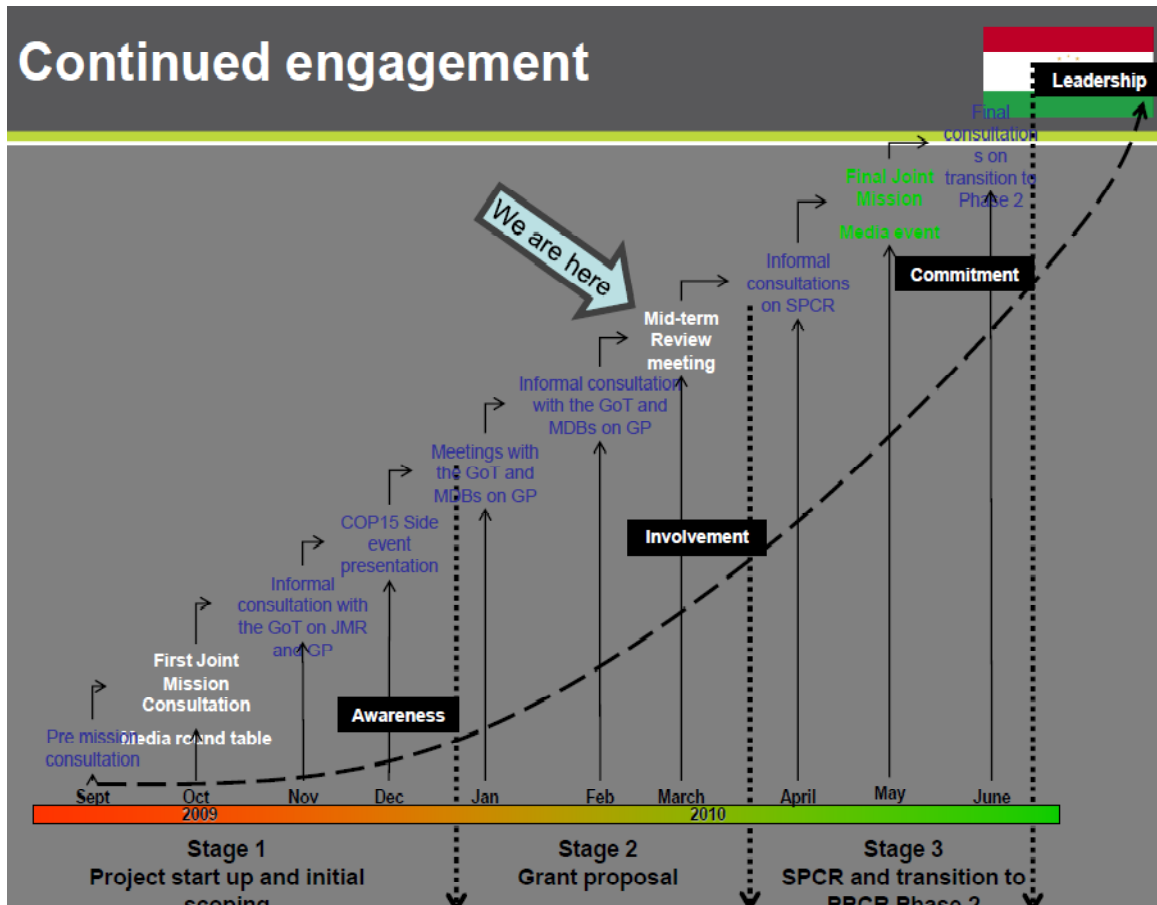 Continued engagement
Leadership
Final
consultation
s on
transition to
Phase 2
Final Joint
Mission
Media event
We are here
Informal
consultations
on SPCR
Commitment
Mid-term
Review
meeting
Informal consultation
with the GoT and
MDBs on GP
Meetings with
the GoT and
MDBs on GP
Involvement
COP15 Side
event
presentation
Informal
consultation with
the GoT on JMR
and GP
First Joint
Mission
Consultation
Media round table
Awareness
Pre mission
consultation
Sept Oct Nov Dec Jan Feb March April May June
2009 2010
Stage 1
Project start up and initial
scoping
Stage 2
Grant proposal
Stage 3
SPCR and transition to
PPCR Phase 2